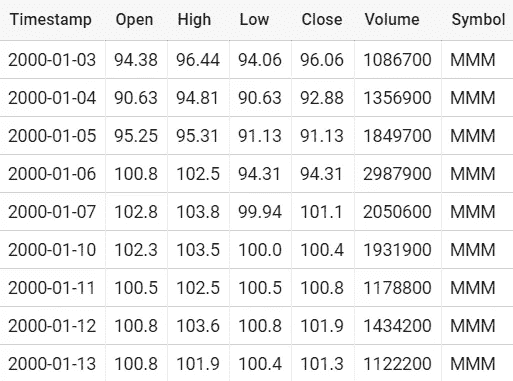 Timestamp Open High Low Close Volume Symbol
2000-01-03 94.38 96.44 94.06 96.06 1086700 MMM
2000-01-04 90.63 94.81 90.63 92.88 1356900 MMM
2000-01-05 95.25 95.31 91.13 91.13 1849700 MMM
2000-01-06 100.8 102.5 94.31 94.31 2987900 MMM
2000-01-07 102.8 103.8 99.94 101.1 2050600 MMM
2000-01-10 102.3 103.5 100.0 100.4 1931900 MMM
2000-01-11 100.5 102.5 100.5 100.8 1178800 MMM
2000-01-12 100.8 103.6 100.8 101.9 1434200 MMM
2000-01-13 100.8 101.9 100.4 101.3 1122200 MMM